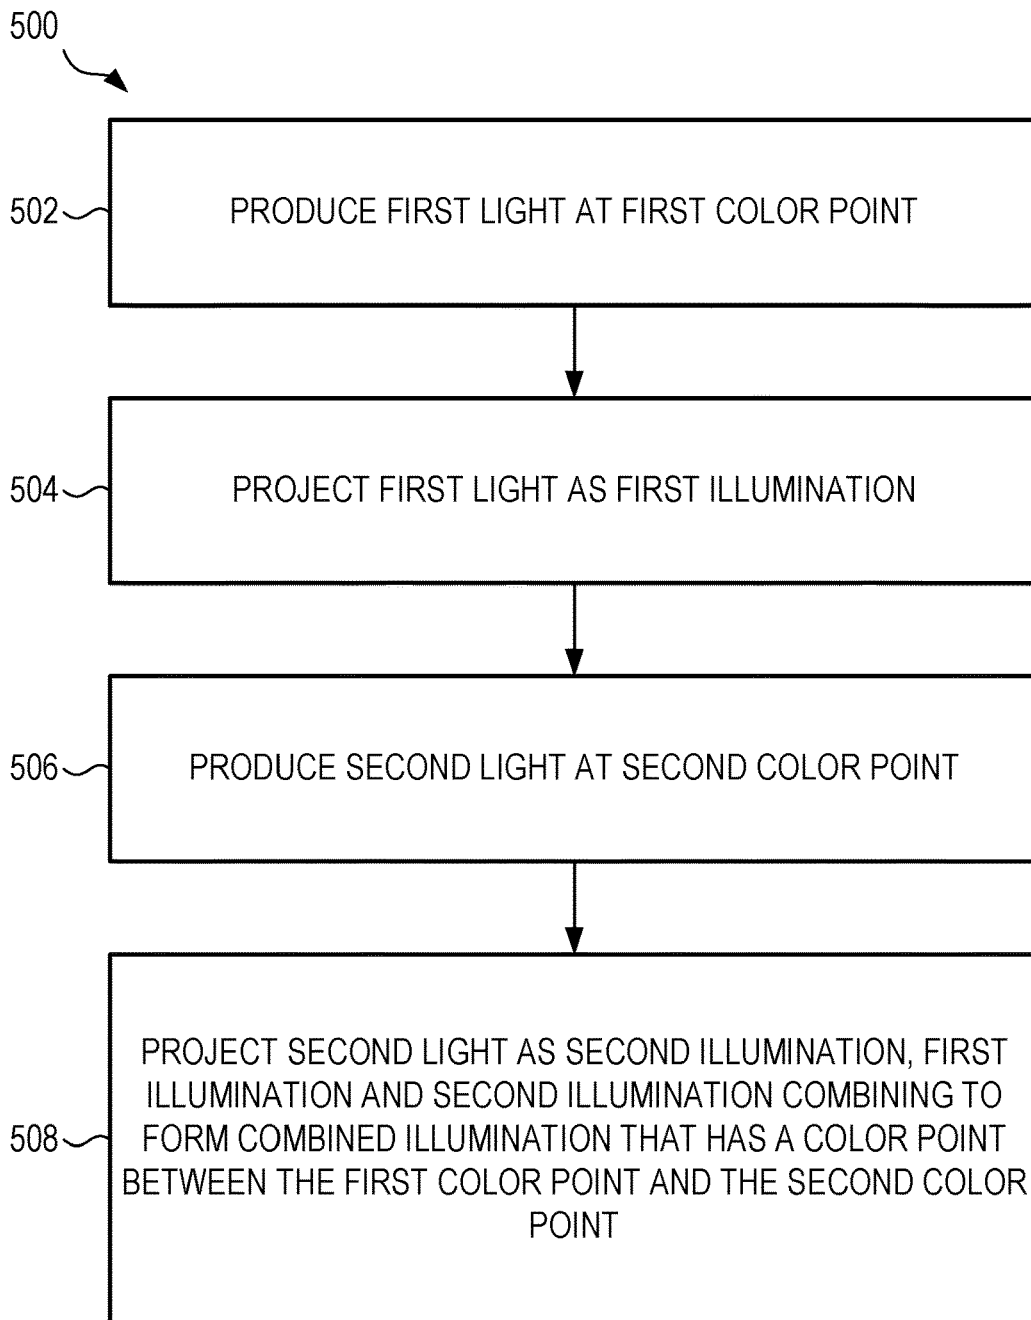 500
502
PRODUCE FIRST LIGHT AT FIRST COLOR POINT
504
PROJECT FIRST LIGHT AS FIRST ILLUMINATION
506
PRODUCE SECOND LIGHT AT SECOND COLOR POINT
508
PROJECT SECOND LIGHT AS SECOND ILLUMINATION, FIRST
ILLUMINATION AND SECOND ILLUMINATION COMBINING TO
FORM COMBINED ILLUMINATION THAT HAS A COLOR POINT
BETWEEN THE FIRST COLOR POINT AND THE SECOND COLOR
POINT